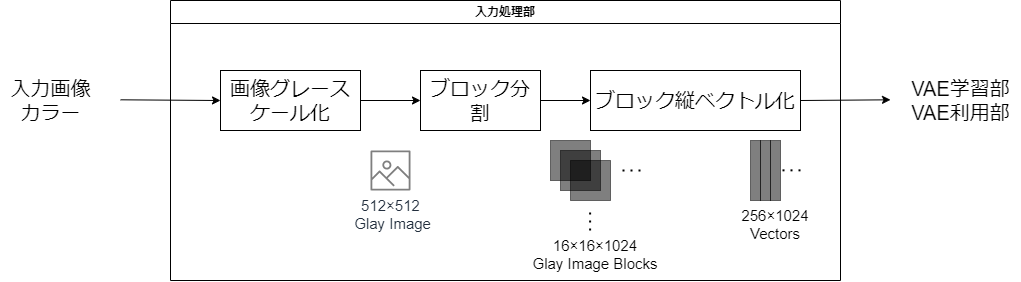 入力処理部
入力画像
カラー
画像グレース
ケール化
ブロック分
割
ブロック縦ベクトル化
VAE学習部
VAE利用部
512×512
Glay Image
16×16×1024
Glay Image Blocks
256×1024
Vectors